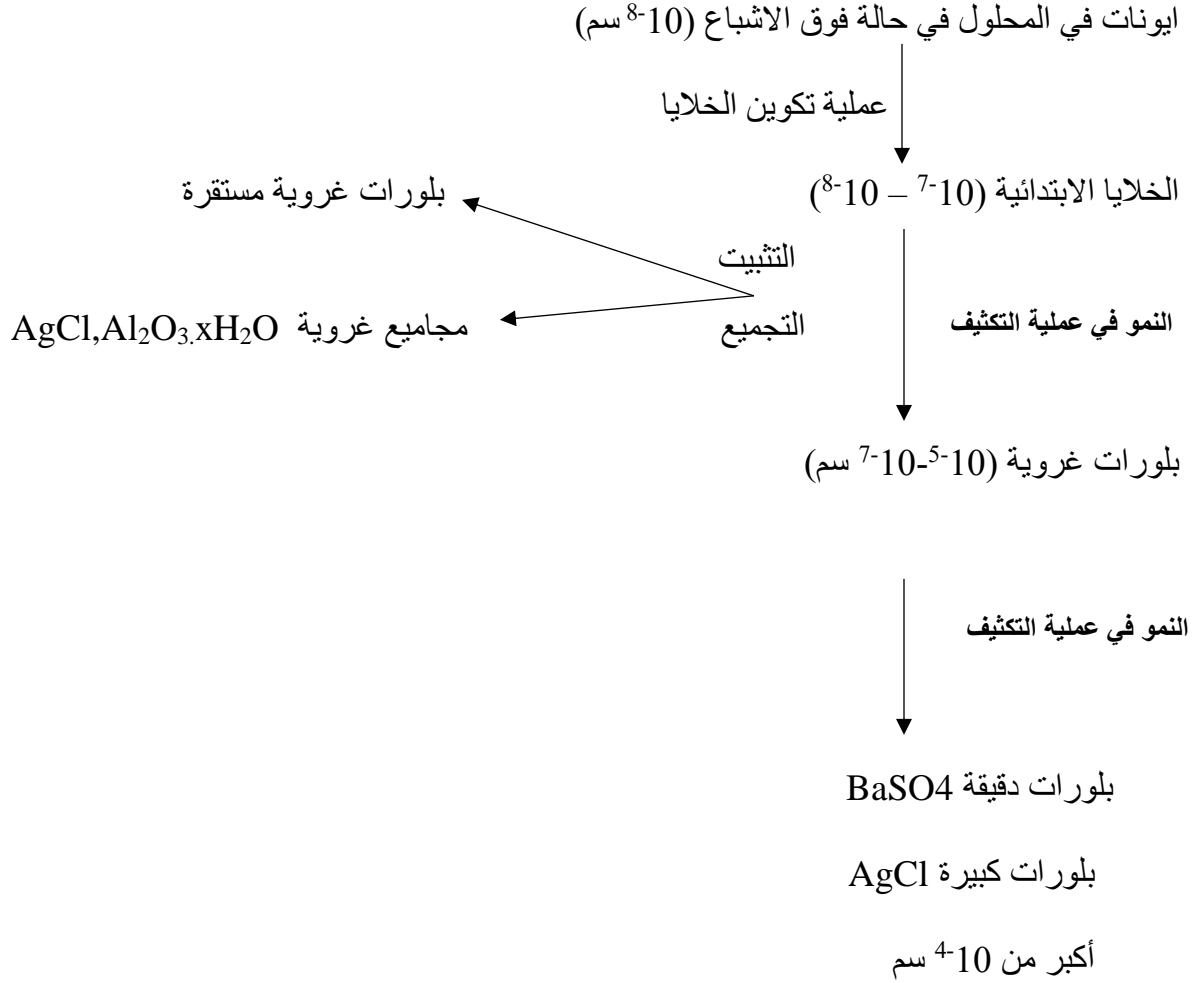 ايونات في المحلول في حالة فوق الاشباع (10⁻⁸ سم)
عملية تكوين الخلايا
الخلايا الابتدائية (10⁻⁷ – 10⁻⁸)
بلورات غروية مستقرة
التثبيت
النمو في عملية التكثيف
التجميع
مجاميع غروية AgCl,Al₂O₃.xH₂O
بلورات غروية (10⁻⁵-10⁻⁷ سم)
النمو في عملية التكثيف
بلورات دقيقة BaSO4
بلورات كبيرة AgCl
أكبر من 10⁻⁴ سم